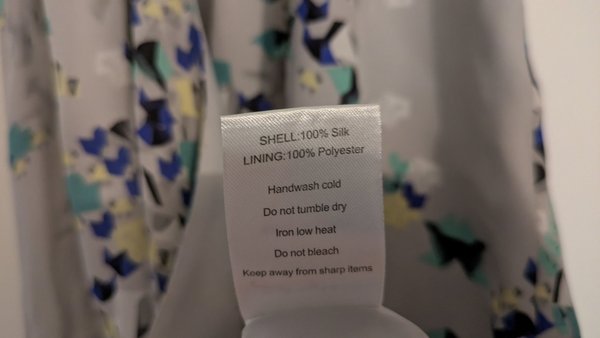 SHELL:100% Silk
LINING:100% Polyester
Handwash cold
Do not tumble dry
Iron low heat
Do not bleach
Keep away from sharp items